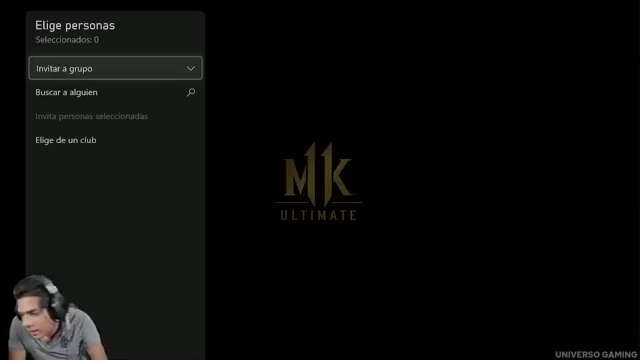 Elige personas
Seleccionados: 0
Invitar a grupo
Buscar a alguien
Invita personas seleccionadas
Elige de un club
MK
ULTIMATE
UNIVERSO GAMING